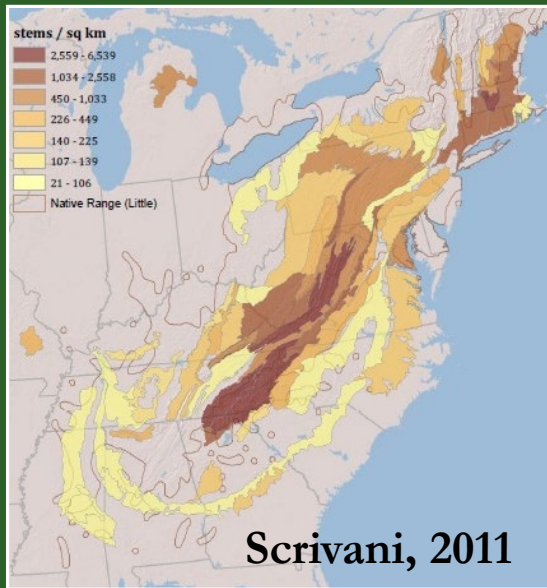 stems / sq km
2,559 - 6,539
1,034 - 2,558
450 - 1,033
226 - 449
140 - 225
107 - 139
21 - 106
Native Range (Little)
Scrivani, 2011